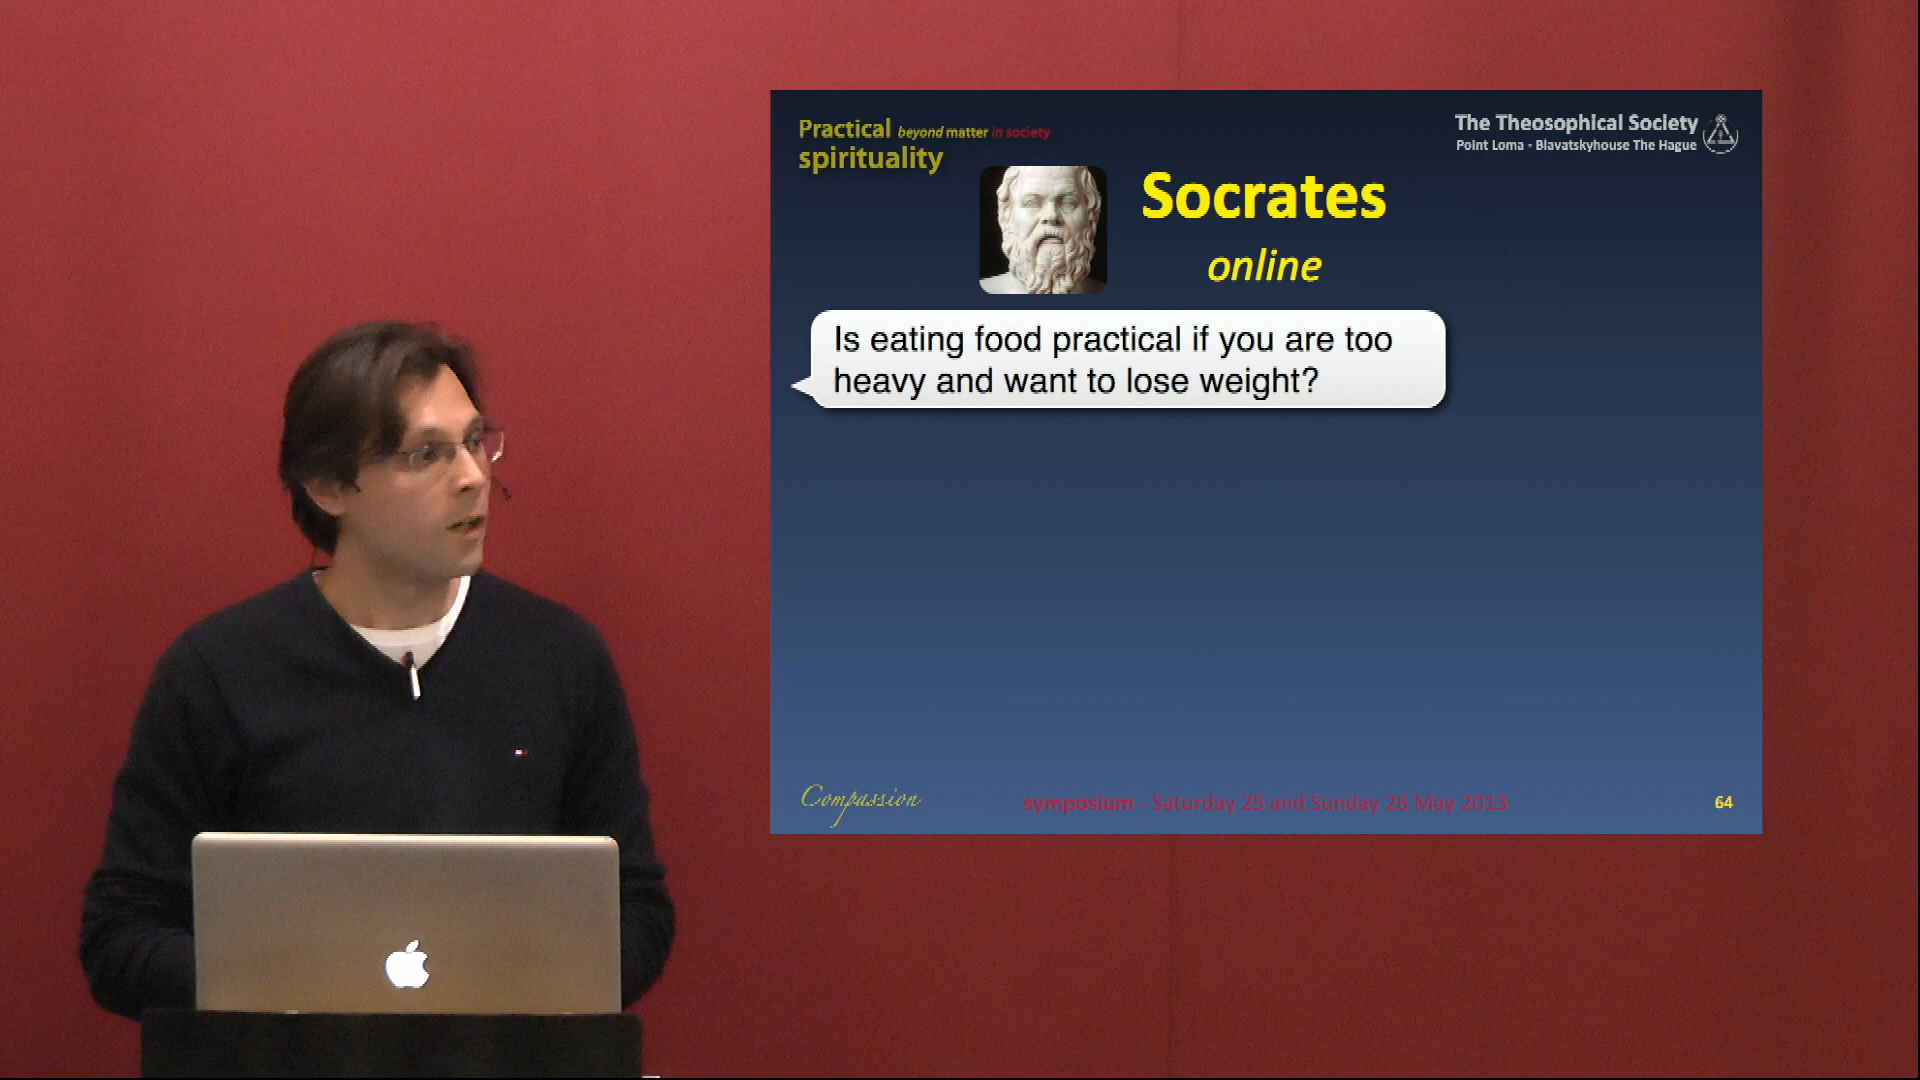 Practical beyond matter in society
spirituality
The Theosophical Society
Point Loma - Blavatskyhouse The Hague
Socrates
online
Is eating food practical if you are too
heavy and want to lose weight?
Compassion
symposium - Saturday 25 and Sunday 26 May 2013
64